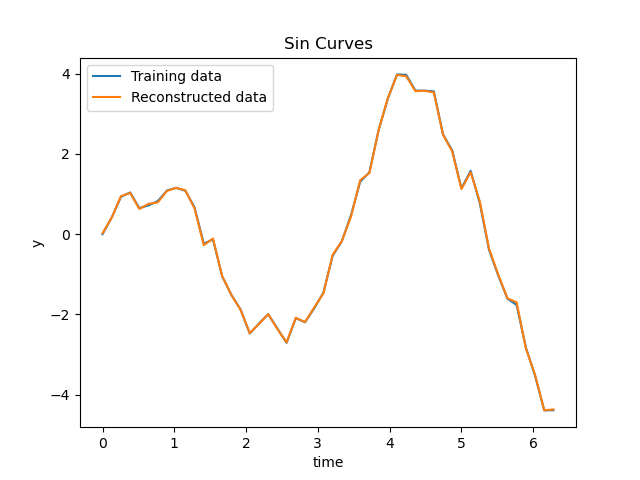 Sin Curves
Training data
Reconstructed data
4
2
0
−2
−4
y
0 1 2 3 4 5 6
time